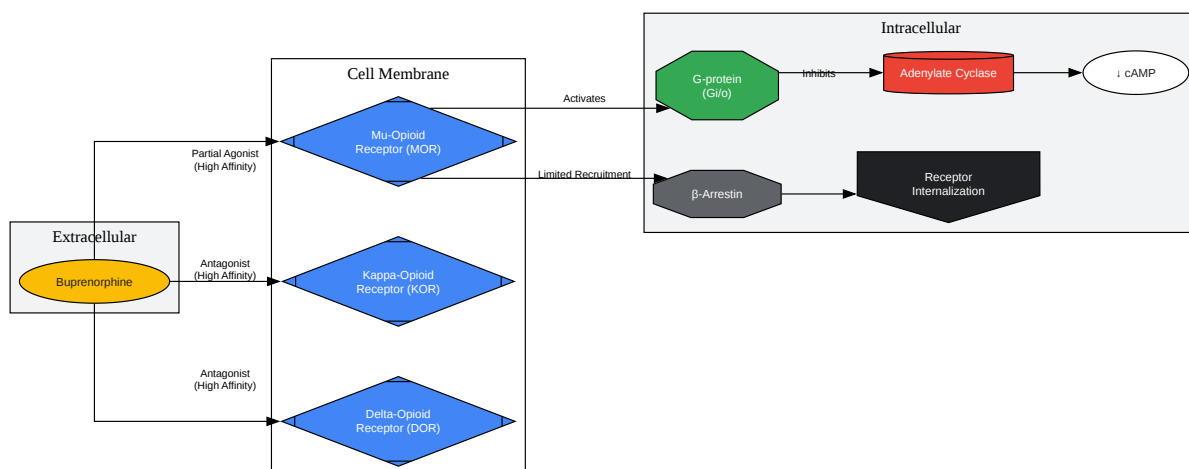 Intracellular
Cell Membrane
G-protein
(Gi/o)
Inhibits
Adenylate Cyclase
↓ cAMP
Activates
Mu-Opioid
Receptor (MOR)
Partial Agonist
(High Affinity)
Limited Recruitment
β-Arrestin
Receptor
Internalization
Extracellular
Buprenorphine
Antagonist
(High Affinity)
Kappa-Opioid
Receptor (KOR)
Antagonist
(High Affinity)
Delta-Opioid
Receptor (DOR)